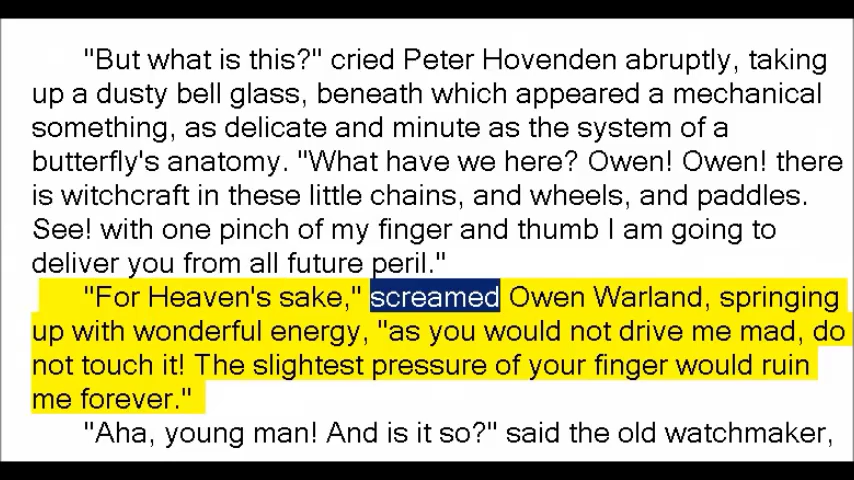 "But what is this?" cried Peter Hovenden abruptly, taking
up a dusty bell glass, beneath which appeared a mechanical
something, as delicate and minute as the system of a
butterfly's anatomy. "What have we here? Owen! Owen! there
is witchcraft in these little chains, and wheels, and paddles.
See! with one pinch of my finger and thumb I am going to
deliver you from all future peril."
"For Heaven's sake," screamed Owen Warland, springing
up with wonderful energy, "as you would not drive me mad, do
not touch it! The slightest pressure of your finger would ruin
me forever."
"Aha, young man! And is it so?" said the old watchmaker,